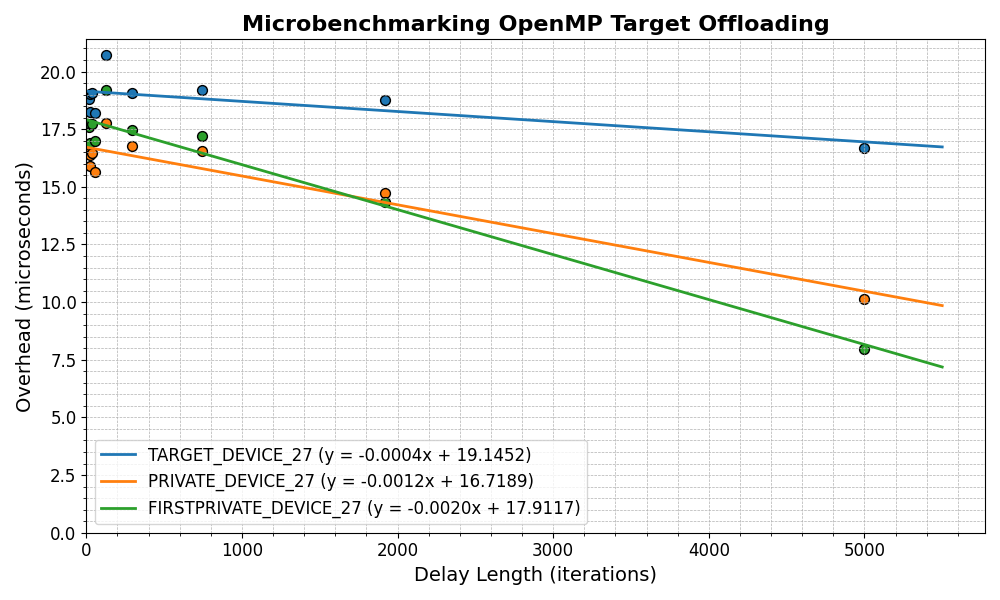 Microbenchmarking OpenMP Target Offloading
Overhead (microseconds)
20.0
17.5
15.0
12.5
10.0
7.5
5.0
2.5
0.0
TARGET_DEVICE_27 (y = -0.0004x + 19.1452)
PRIVATE_DEVICE_27 (y = -0.0012x + 16.7189)
FIRSTPRIVATE_DEVICE_27 (y = -0.0020x + 17.9117)
0 1000 2000 3000 4000 5000
Delay Length (iterations)